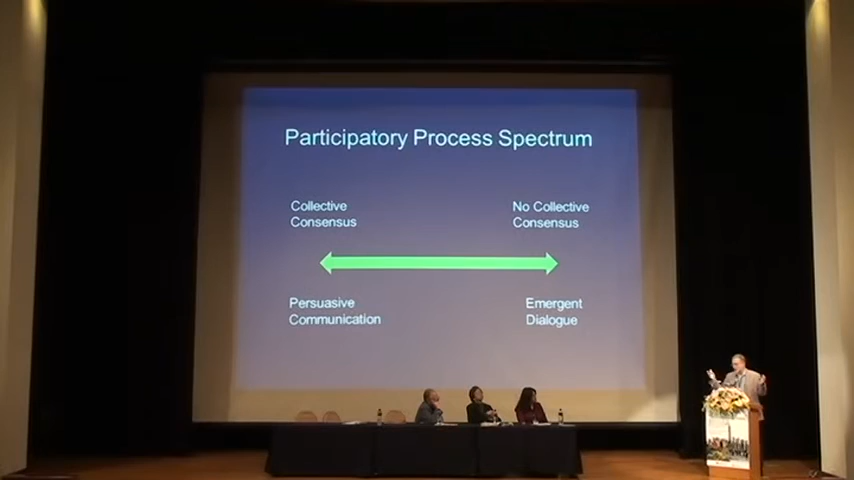 Participatory Process Spectrum
Collective
Consensus
No Collective
Consensus
Persuasive
Communication
Emergent
Dialogue